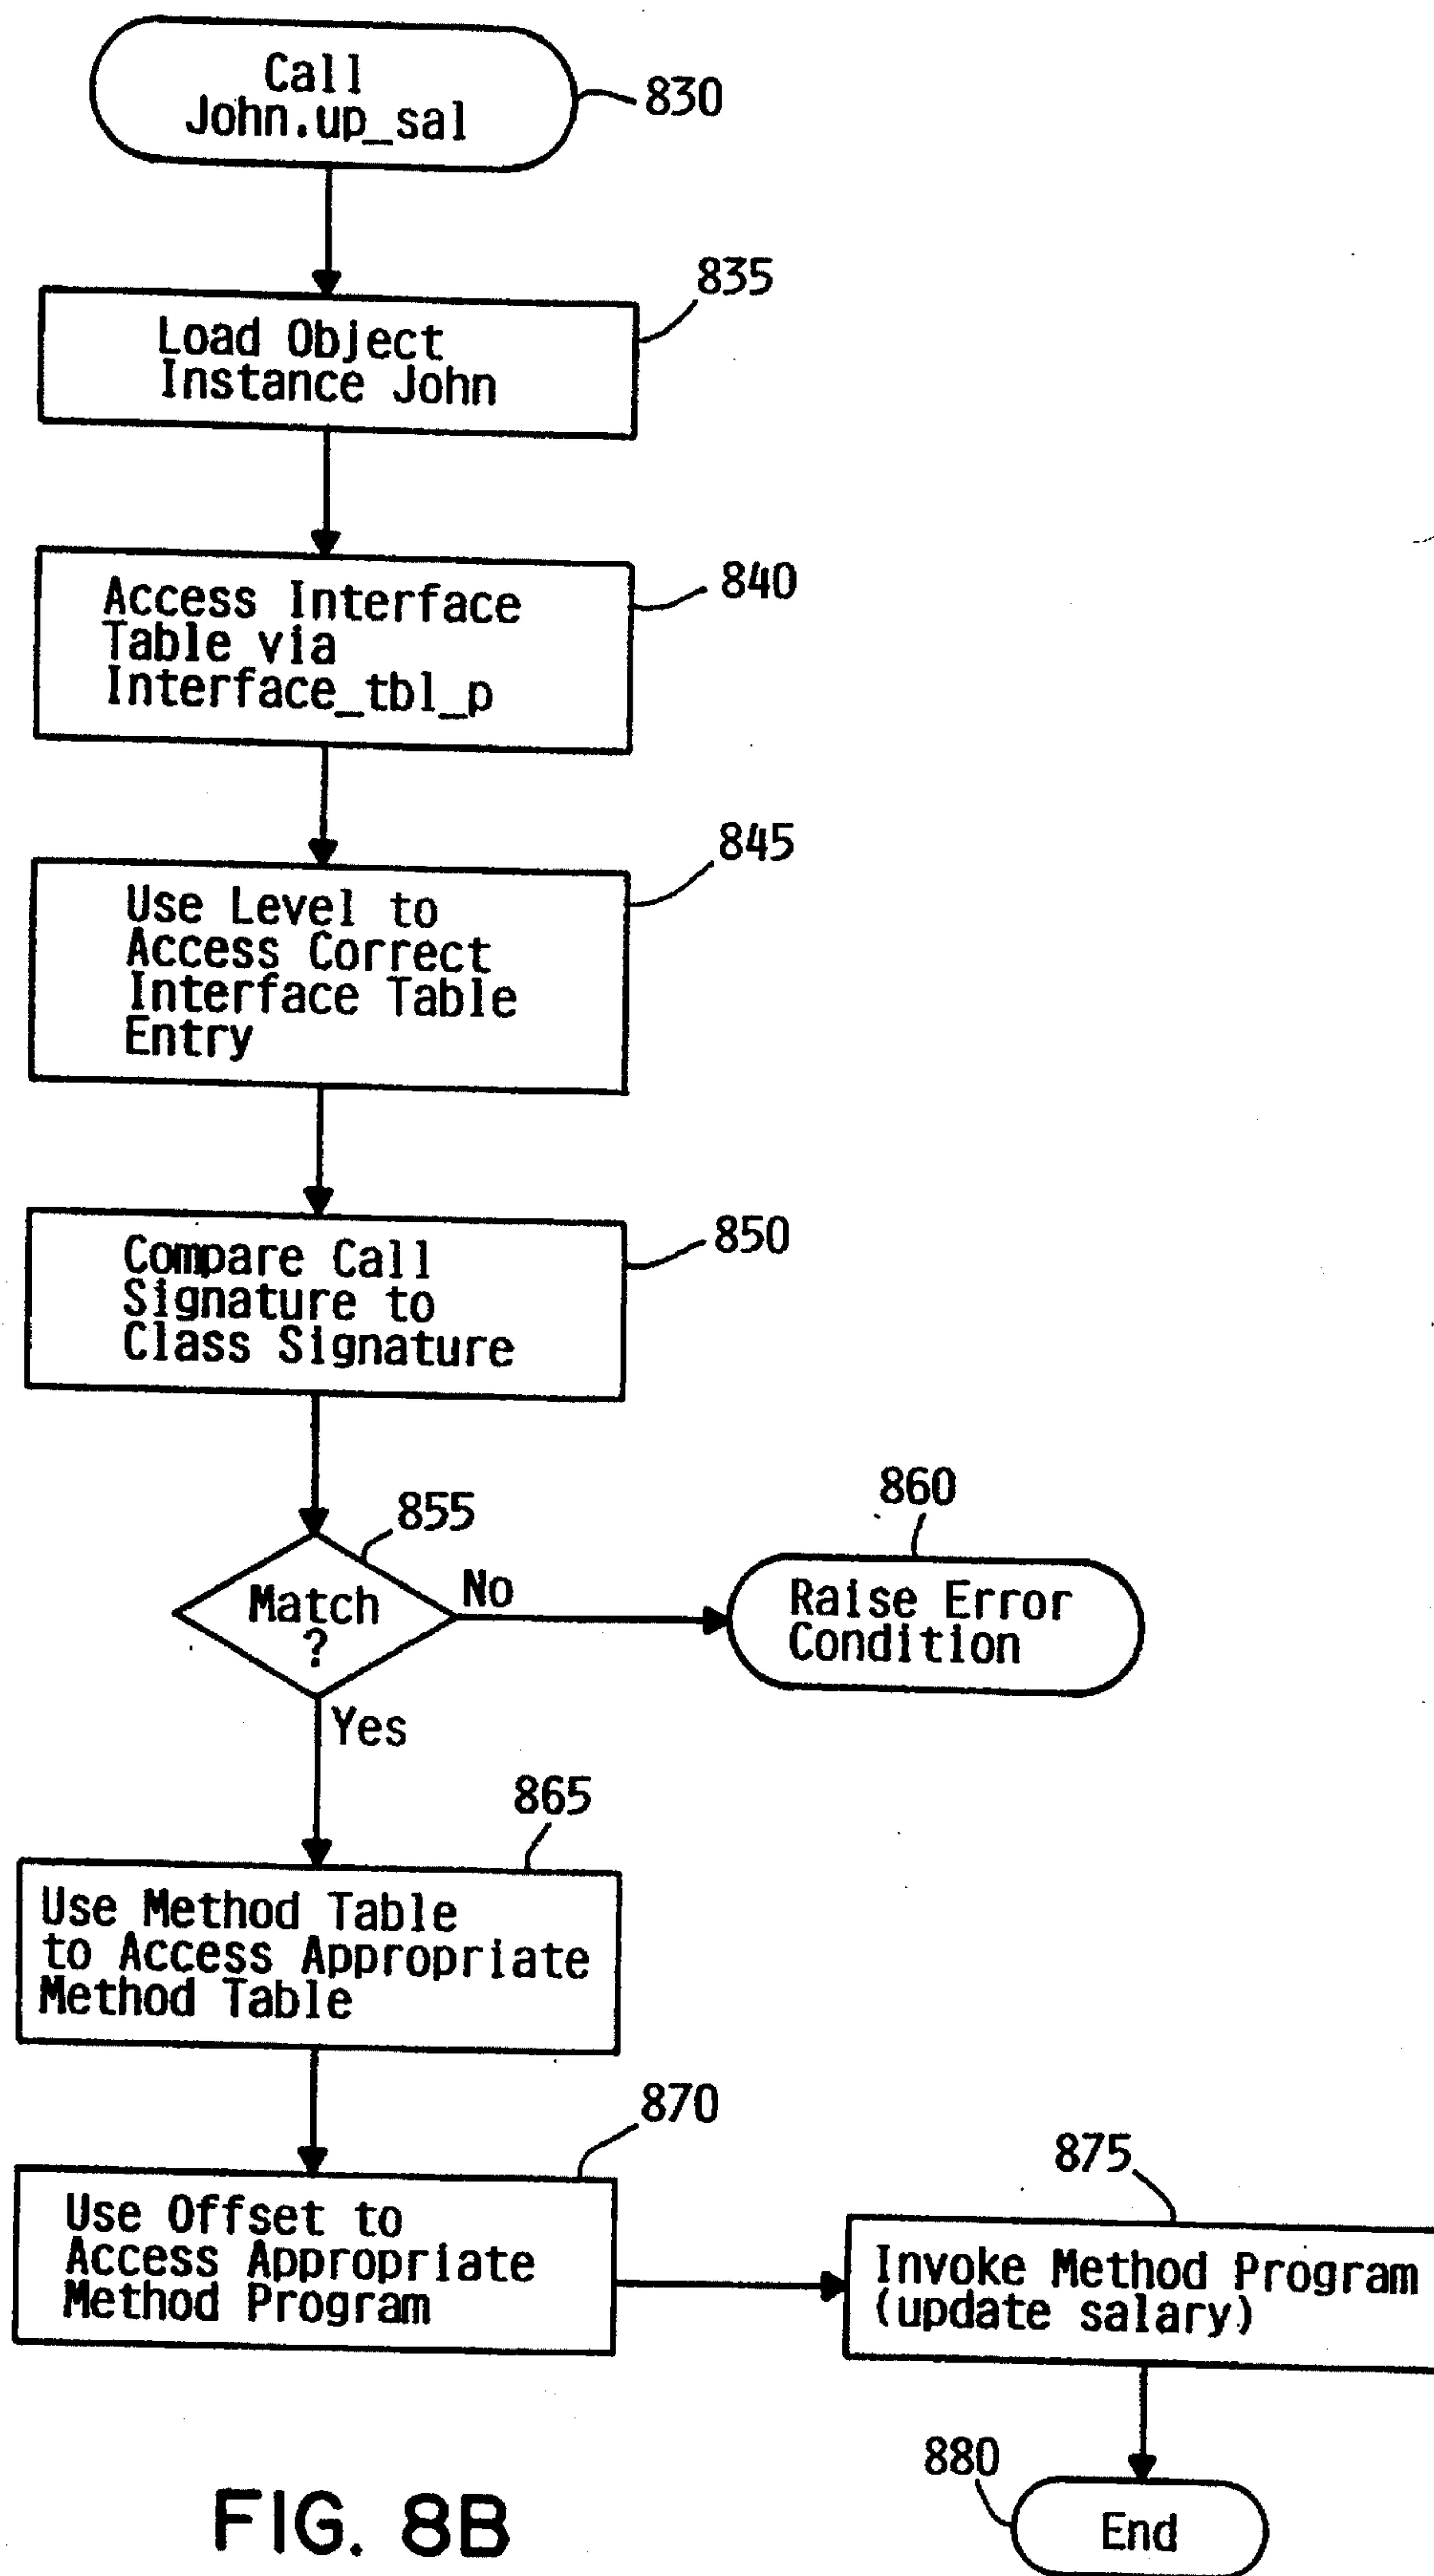 Call
John.up_sal
830
835
Load Object
Instance John
840
Access Interface
Table via
Interface_tbl_p
845
Use Level to
Access Correct
Interface Table
Entry
850
Compare Call
Signature to
Class Signature
855
Match
?
No
860
Raise Error
Condition
Yes
865
Use Method Table
to Access Appropriate
Method Table
870
Use Offset to
Access Appropriate
Method Program
875
Invoke Method Program
(update salary)
880
End
FIG. 8B